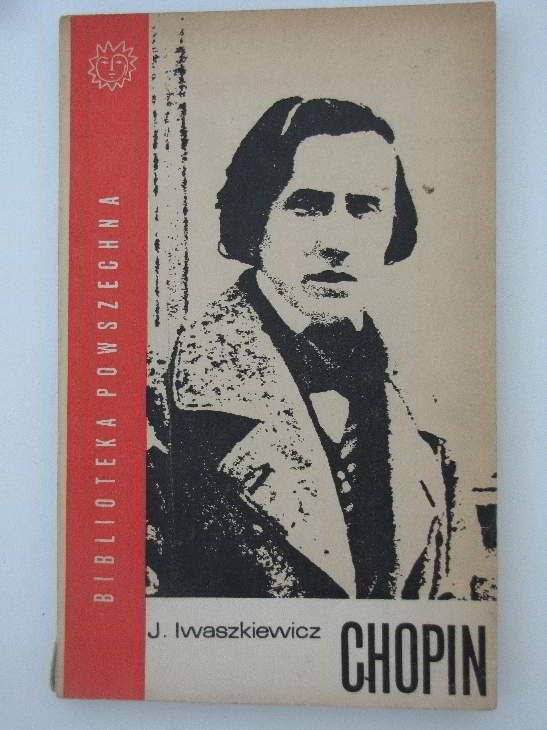 BIBLIOTEKA POWSZECHNA
J. Iwaszkiewicz
CHOPIN